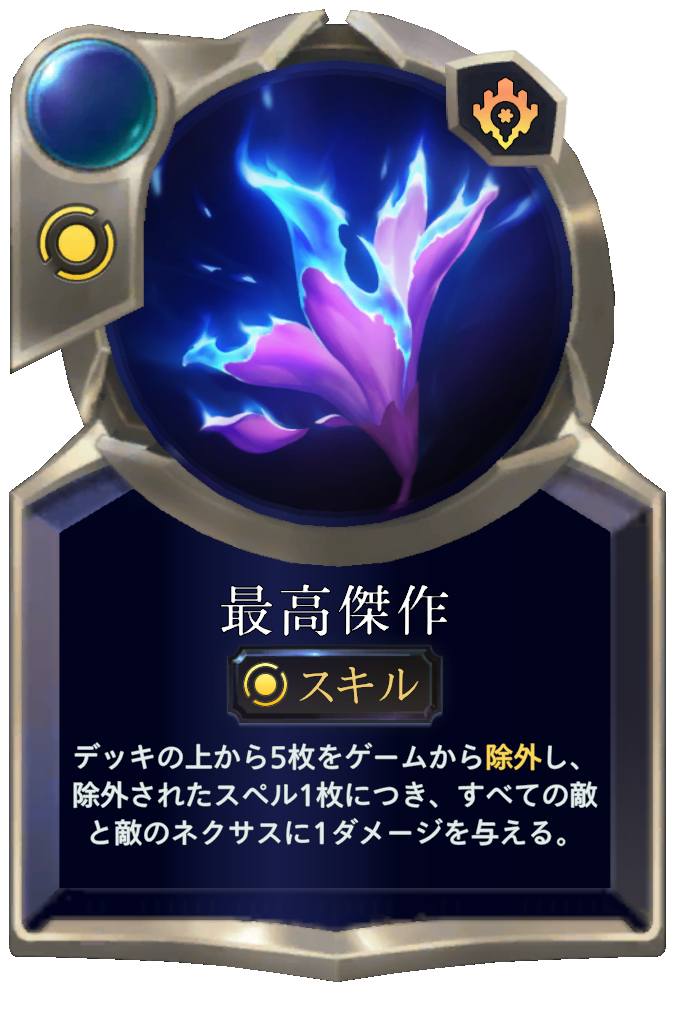 最高傑作
スキル
デッキの上から5枚をゲームから除外し、
除外されたスペル1枚につき、すべての敵
と敵のネクサスに1ダメージを与える。